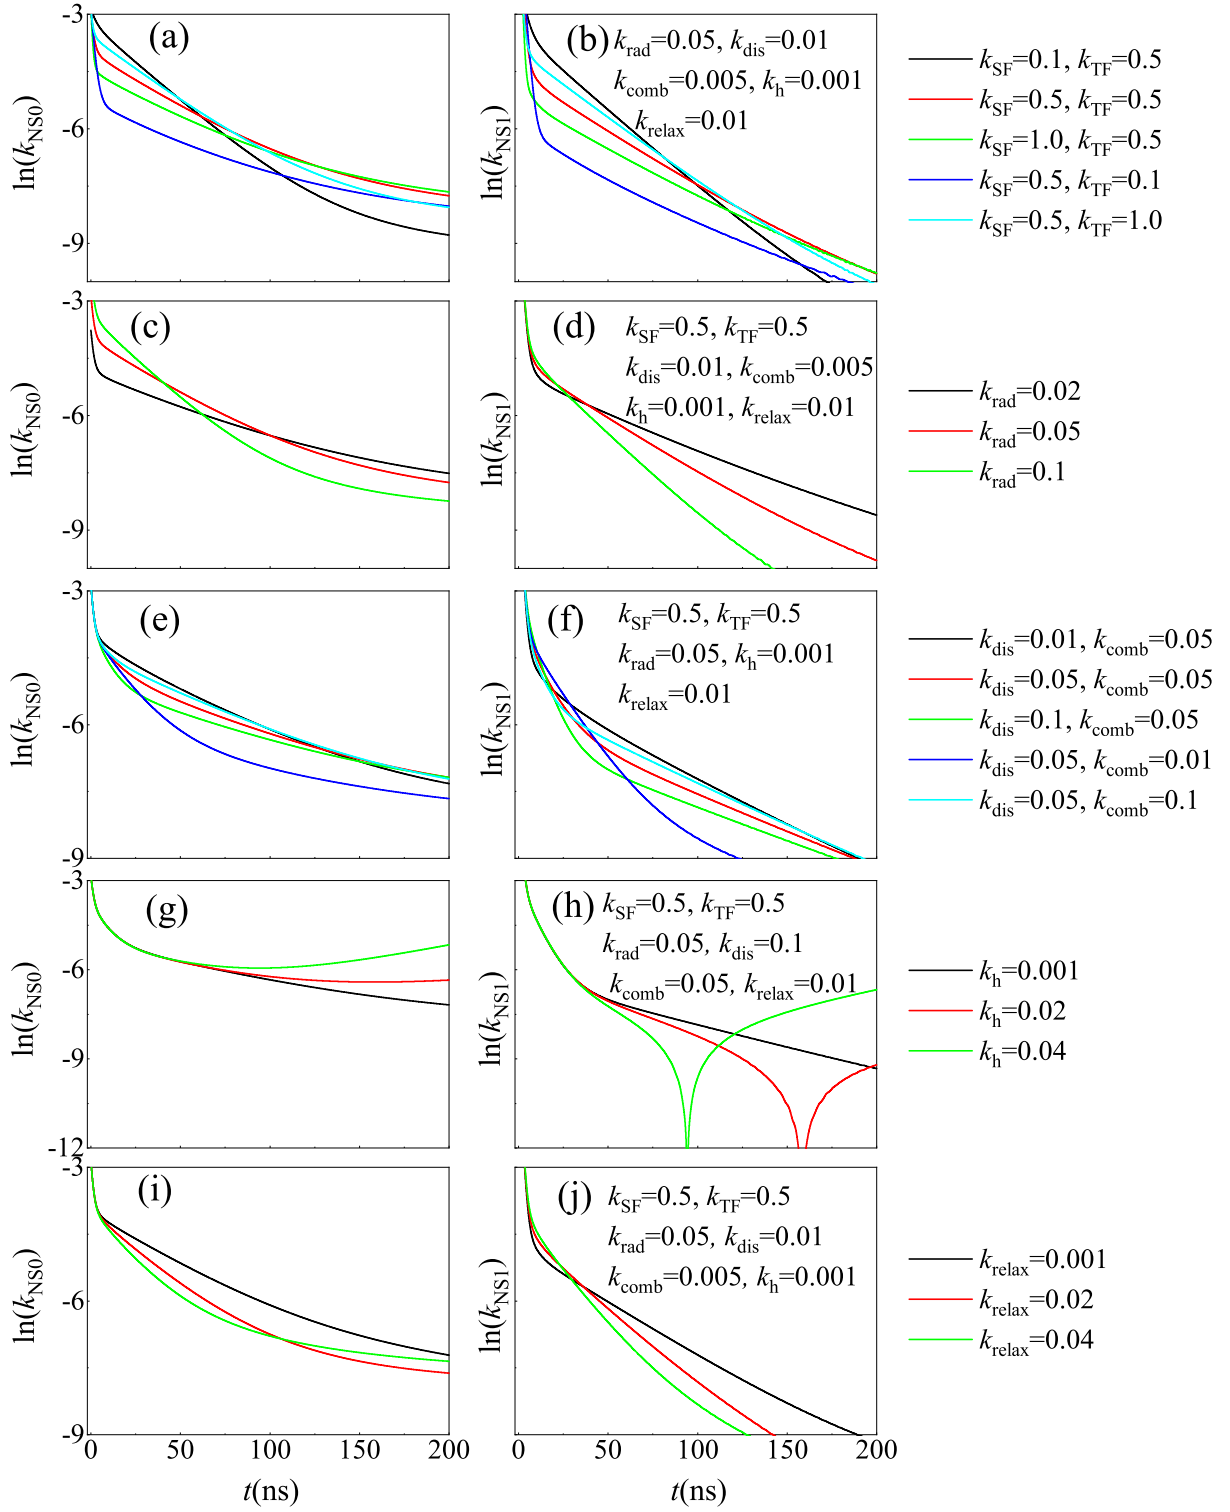 -3
-6
-9
ln(kNS0)
(a)
ln(kNS1)
(b)
krad=0.05, kdis=0.01
kcomb=0.005, kh=0.001
krelax=0.01
kSF=0.1, kTF=0.5
kSF=0.5, kTF=0.5
kSF=1.0, kTF=0.5
kSF=0.5, kTF=0.1
kSF=0.5, kTF=1.0
-3
-6
-9
ln(kNS0)
(c)
ln(kNS1)
(d)
kSF=0.5, kTF=0.5
kdis=0.01, kcomb=0.005
kh=0.001, krelax=0.01
krad=0.02
krad=0.05
krad=0.1
-3
-6
-9
ln(kNS0)
(e)
ln(kNS1)
(f)
kSF=0.5, kTF=0.5
krad=0.05, kh=0.001
krelax=0.01
kdis=0.01, kcomb=0.05
kdis=0.05, kcomb=0.05
kdis=0.1, kcomb=0.05
kdis=0.05, kcomb=0.01
kdis=0.05, kcomb=0.1
-3
-6
-9
-12
ln(kNS0)
(g)
ln(kNS1)
(h)
kSF=0.5, kTF=0.5
krad=0.05, kdis=0.1
kcomb=0.05, krelax=0.01
kh=0.001
kh=0.02
kh=0.04
-3
-6
-9
ln(kNS0)
(i)
ln(kNS1)
(j)
kSF=0.5, kTF=0.5
krad=0.05, kdis=0.01
kcomb=0.005, kh=0.001
krelax=0.001
krelax=0.02
krelax=0.04
0 50 100 150 200
0 50 100 150 200
t(ns)
t(ns)